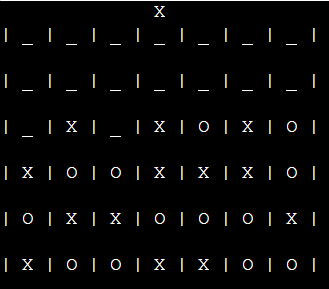 X
| _ | _ | _ | _ | _ | _ | _ |
| _ | _ | _ | _ | _ | _ | _ |
| _ | X | _ | X | O | X | O |
| X | O | O | X | X | X | O |
| O | X | X | O | O | O | X |
| X | O | O | X | X | O | O |